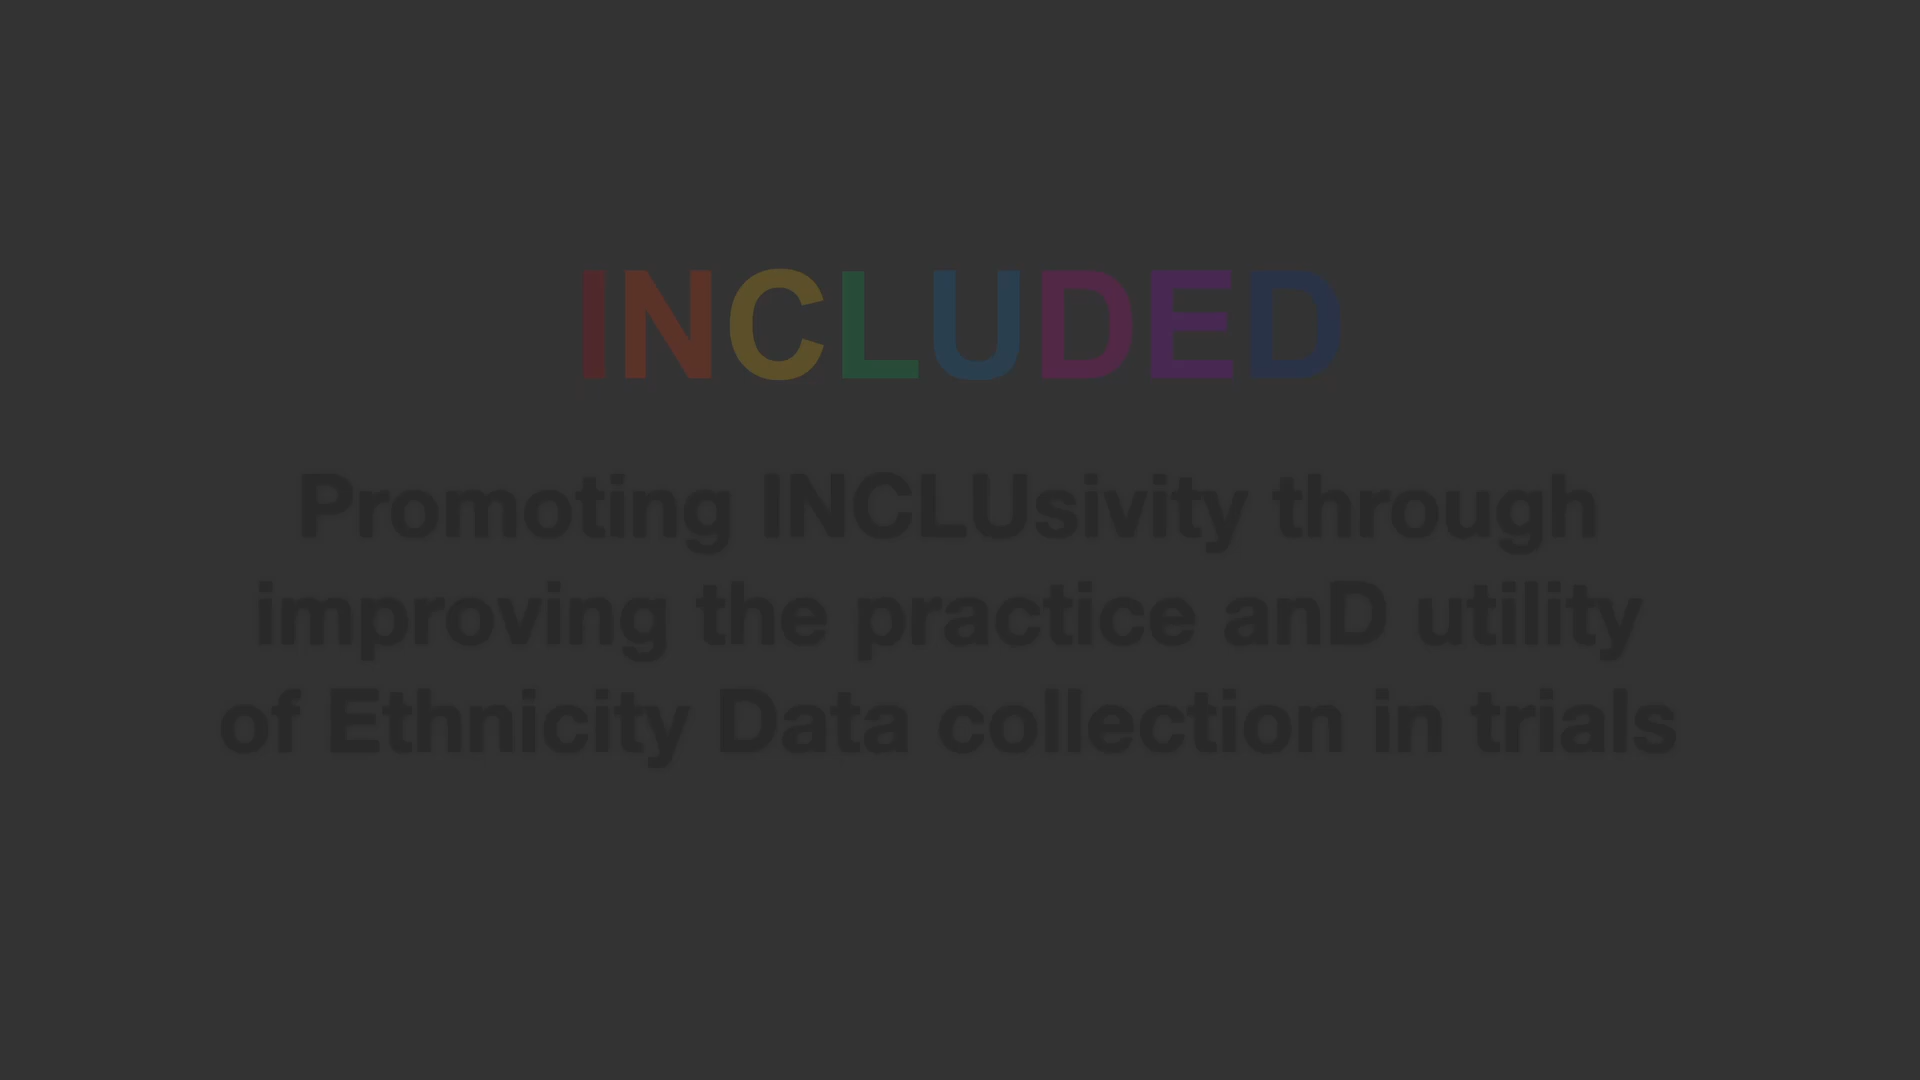 INCLUDED
Promoting INCLUsivity through
improving the practice anD utility
of Ethnicity Data collection in trials